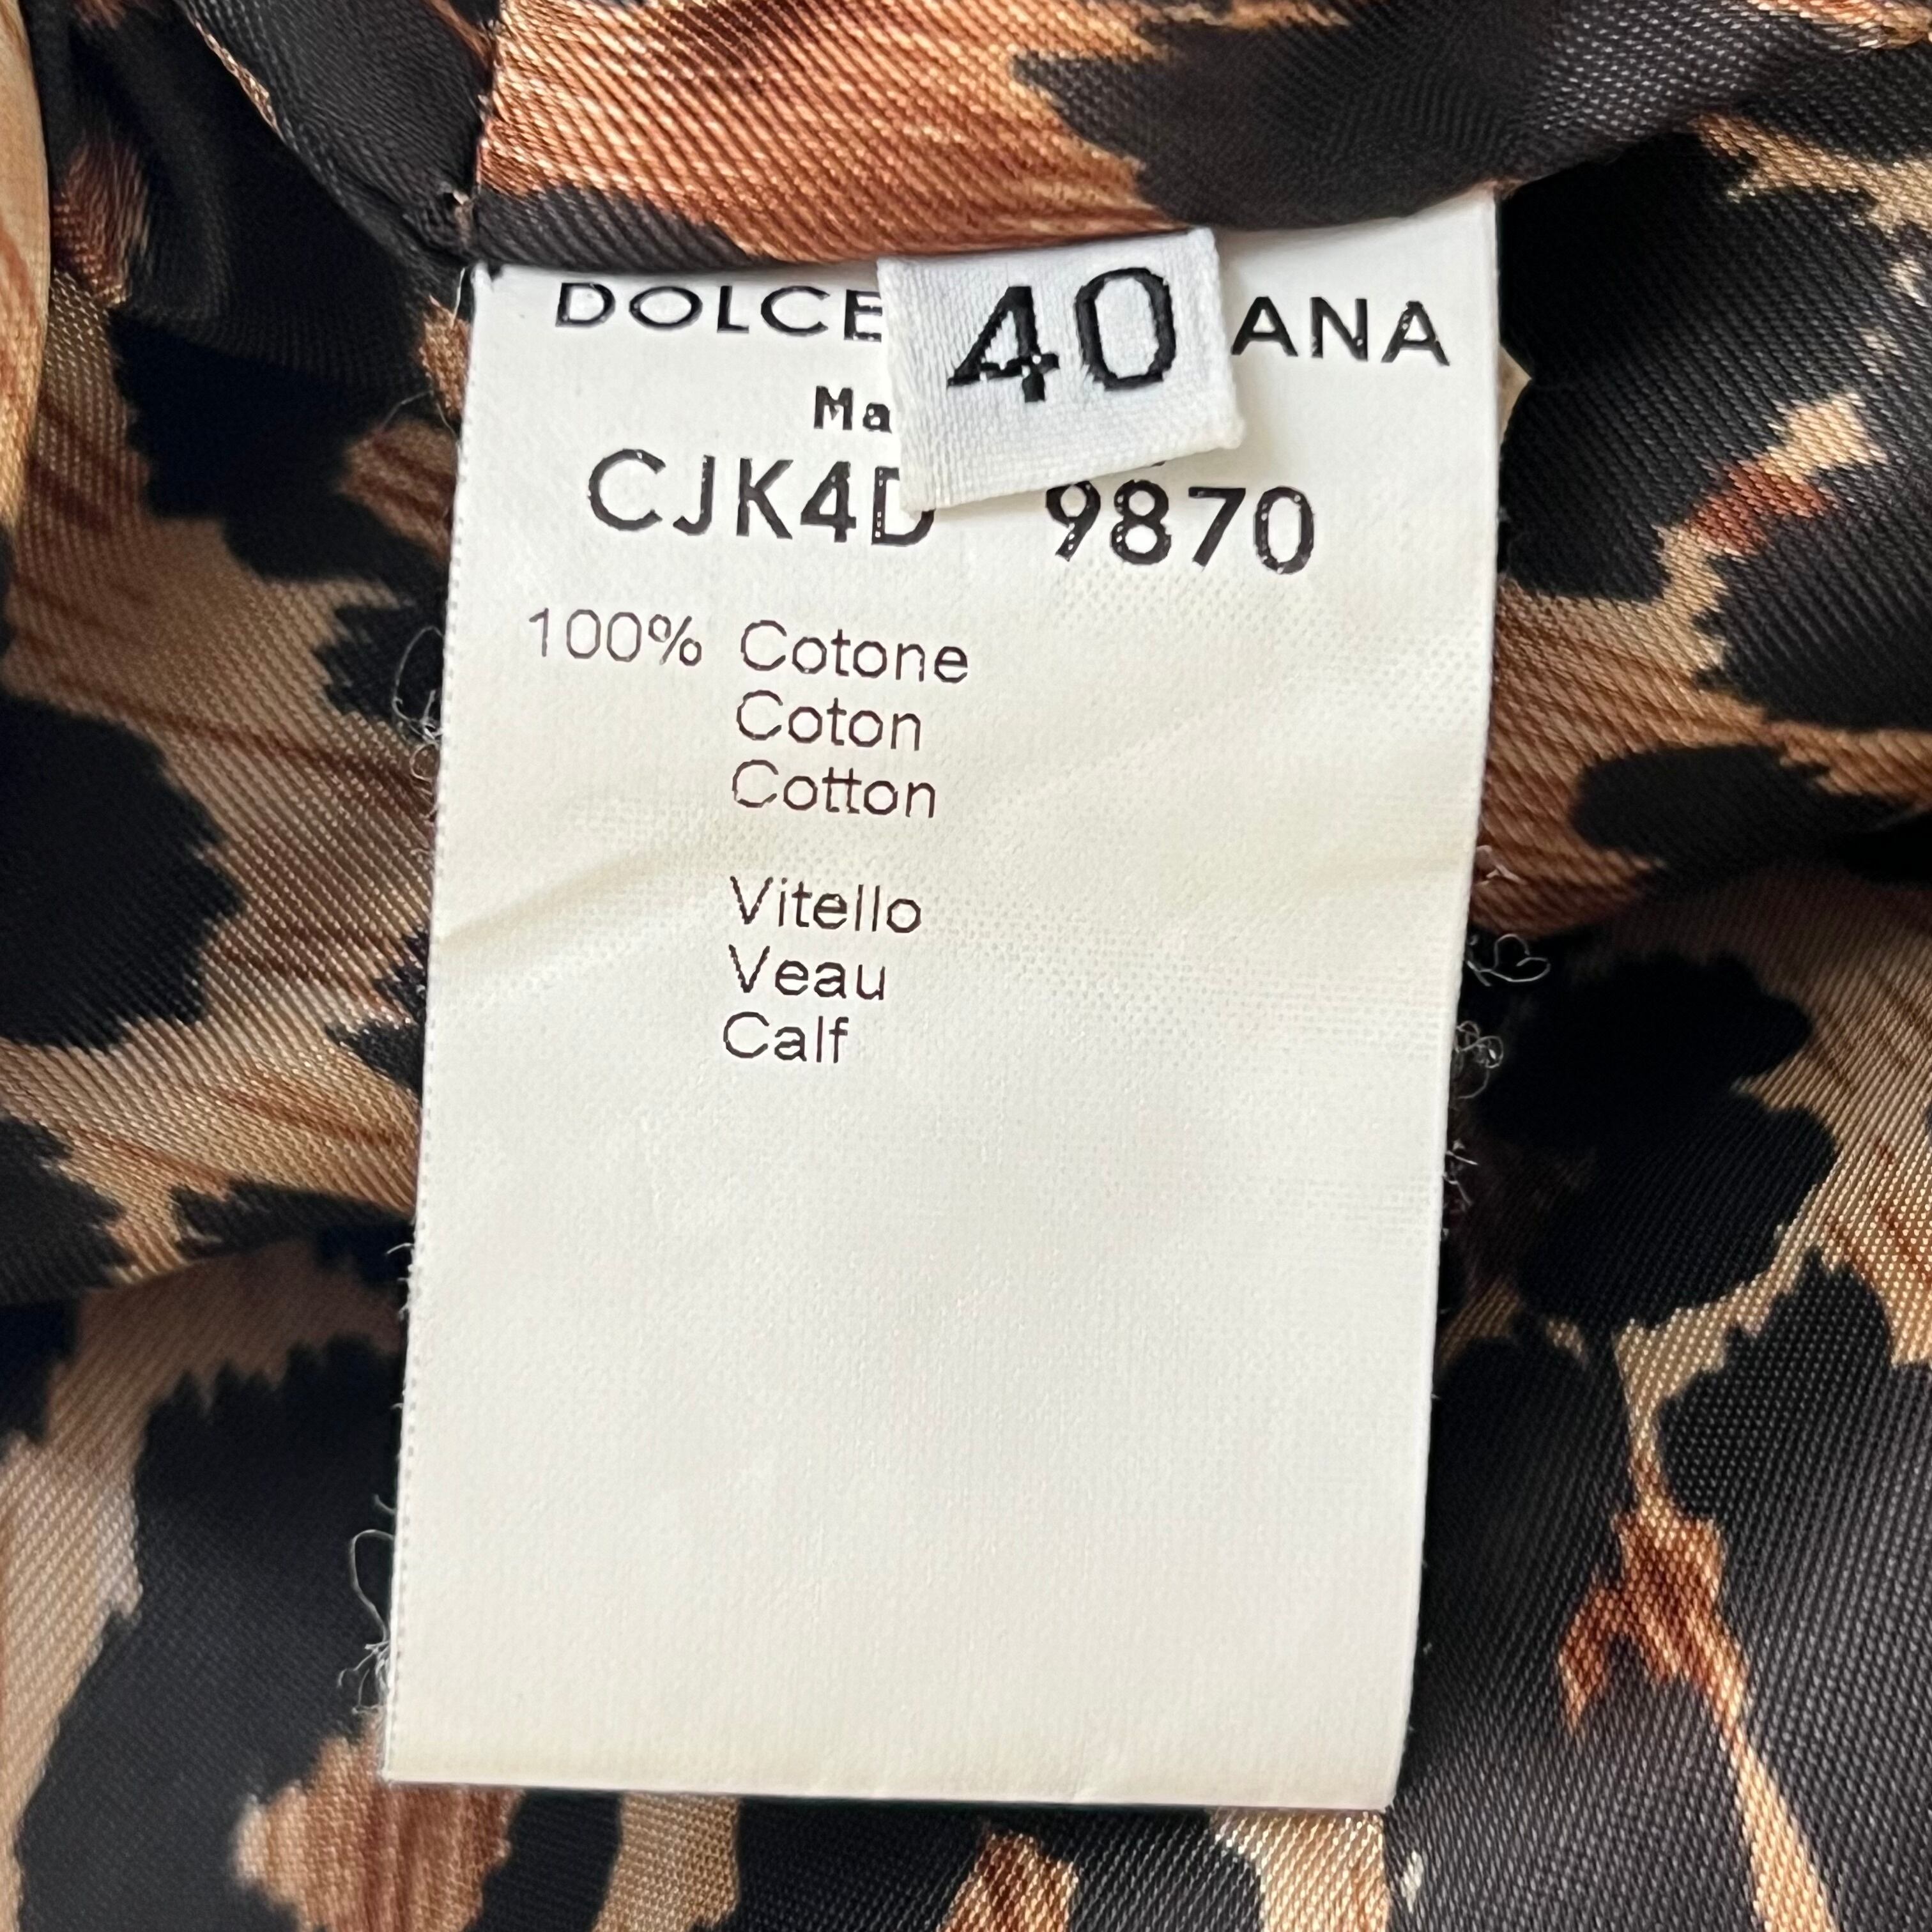 40
DOLCE ANA
Ma
CJK4D 9870
100% Cotone
Coton
Cotton
Vitello
Veau
Calf